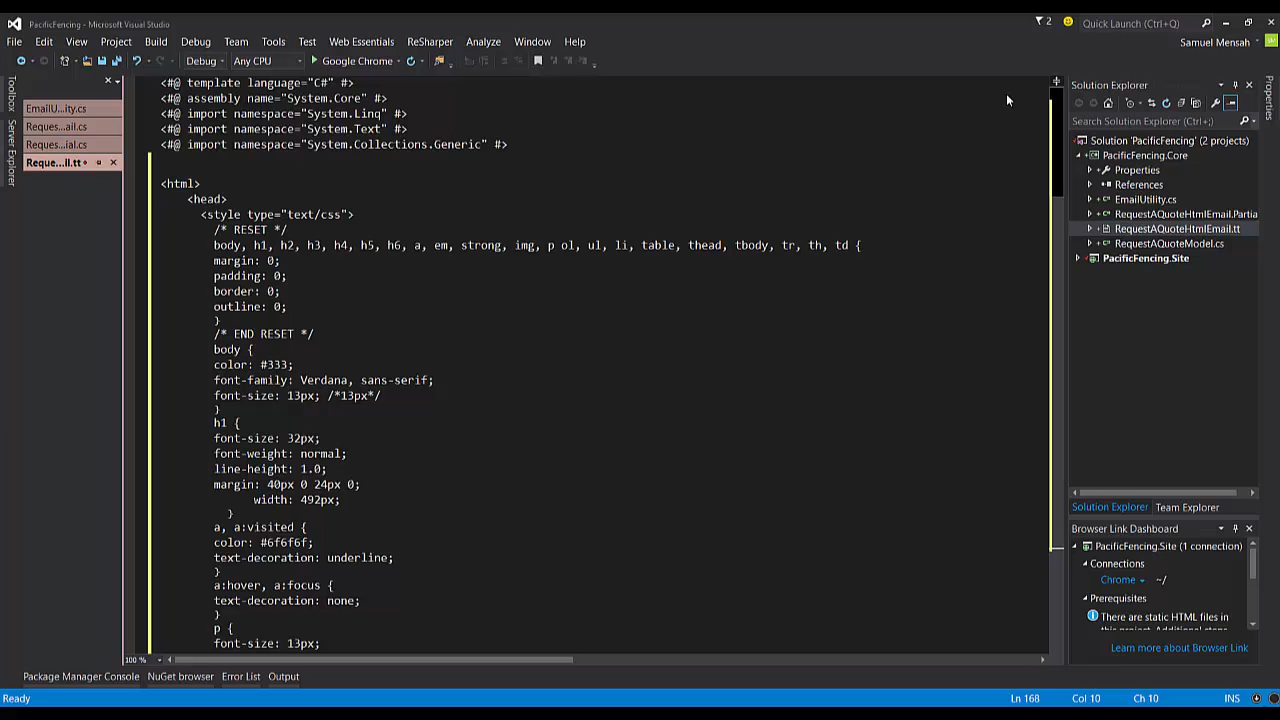 PacificFencing - Microsoft Visual Studio
2
Quick Launch (Ctrl+Q)
File Edit View Project Build Debug Team Tools Test Web Essentials ReSharper Analyze Window Help
Samuel Mensah
Debug Any CPU Google Chrome
Toolbox
Server Explorer
EmailU...ity.cs
Reques...ail.cs
Reques...ial.cs
Reque...il.tt
<#@ template language="C#" #>
<#@ assembly name="System.Core" #>
<#@ import namespace="System.Linq" #>
<#@ import namespace="System.Text" #>
<#@ import namespace="System.Collections.Generic" #>
<html>
<head>
<style type="text/css">
/* RESET */
body, h1, h2, h3, h4, h5, h6, a, em, strong, img, p ol, ul, li, table, thead, tbody, tr, th, td {
margin: 0;
padding: 0;
border: 0;
outline: 0;
}
/* END RESET */
body {
color: #333;
font-family: Verdana, sans-serif;
font-size: 13px; /*13px*/
}
h1 {
font-size: 32px;
font-weight: normal;
line-height: 1.0;
margin: 40px 0 24px 0;
width: 492px;
}
a, a:visited {
color: #6f6f6f;
text-decoration: underline;
}
a:hover, a:focus {
text-decoration: none;
}
p {
font-size: 13px;
100 %
Solution Explorer
Search Solution Explorer (Ctrl+;)
Solution 'PacificFencing' (2 projects)
PacificFencing.Core
Properties
References
EmailUtility.cs
RequestAQuoteHtmlEmail.Partia
RequestAQuoteHtmlEmail.tt
RequestAQuoteModel.cs
PacificFencing.Site
Solution Explorer Team Explorer
Browser Link Dashboard
PacificFencing.Site (1 connection)
Connections
Chrome ~/
Prerequisites
There are static HTML files in
this project. Additional steps
Learn more about Browser Link
Properties
Package Manager Console NuGet browser Error List Output
Ready Ln 168 Col 10 Ch 10 INS